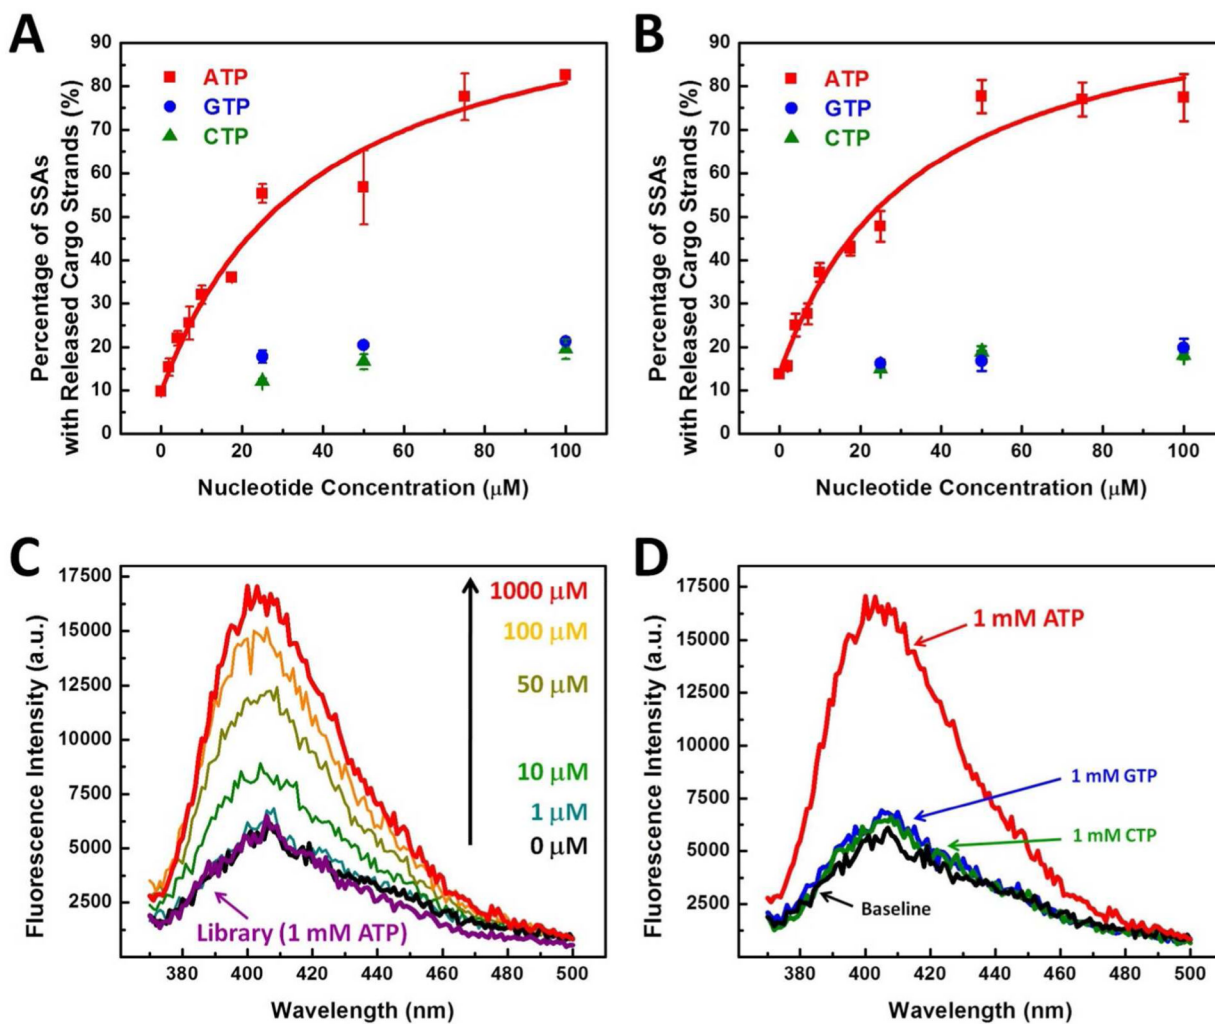 A
Percentage of SSAs
with Released Cargo Strands (%)
90
80
70
60
50
40
30
20
10
0
ATP
GTP
CTP
0
20
40
60
80
100
Nucleotide Concentration (μM)
B
Percentage of SSAs
with Released Cargo Strands (%)
90
80
70
60
50
40
30
20
10
0
ATP
GTP
CTP
0
20
40
60
80
100
Nucleotide Concentration (μM)
C
Fluorescence Intensity (a.u.)
17500
15000
12500
10000
7500
5000
2500
1000 μM
100 μM
50 μM
10 μM
1 μM
0 μM
Library (1 mM ATP)
380
400
420
440
460
480
500
Wavelength (nm)
D
Fluorescence Intensity (a.u.)
17500
15000
12500
10000
7500
5000
2500
1 mM ATP
1 mM GTP
1 mM CTP
Baseline
380
400
420
440
460
480
500
Wavelength (nm)